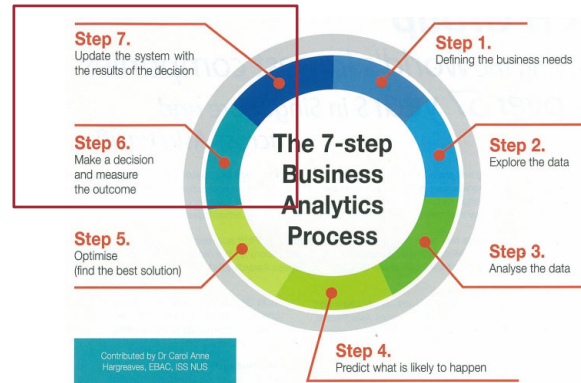 Step 7.
Update the system with
the results of the decision
Step 1.
Defining the business needs
Step 6.
Make a decision
and measure
the outcome
The 7-step
Business
Analytics
Process
Step 2.
Explore the data
Step 5.
Optimise
(find the best solution)
Step 3.
Analyse the data
Step 4.
Predict what is likely to happen
Contributed by Dr Carol Anne
Hargreaves, EBAC, ISS NUS